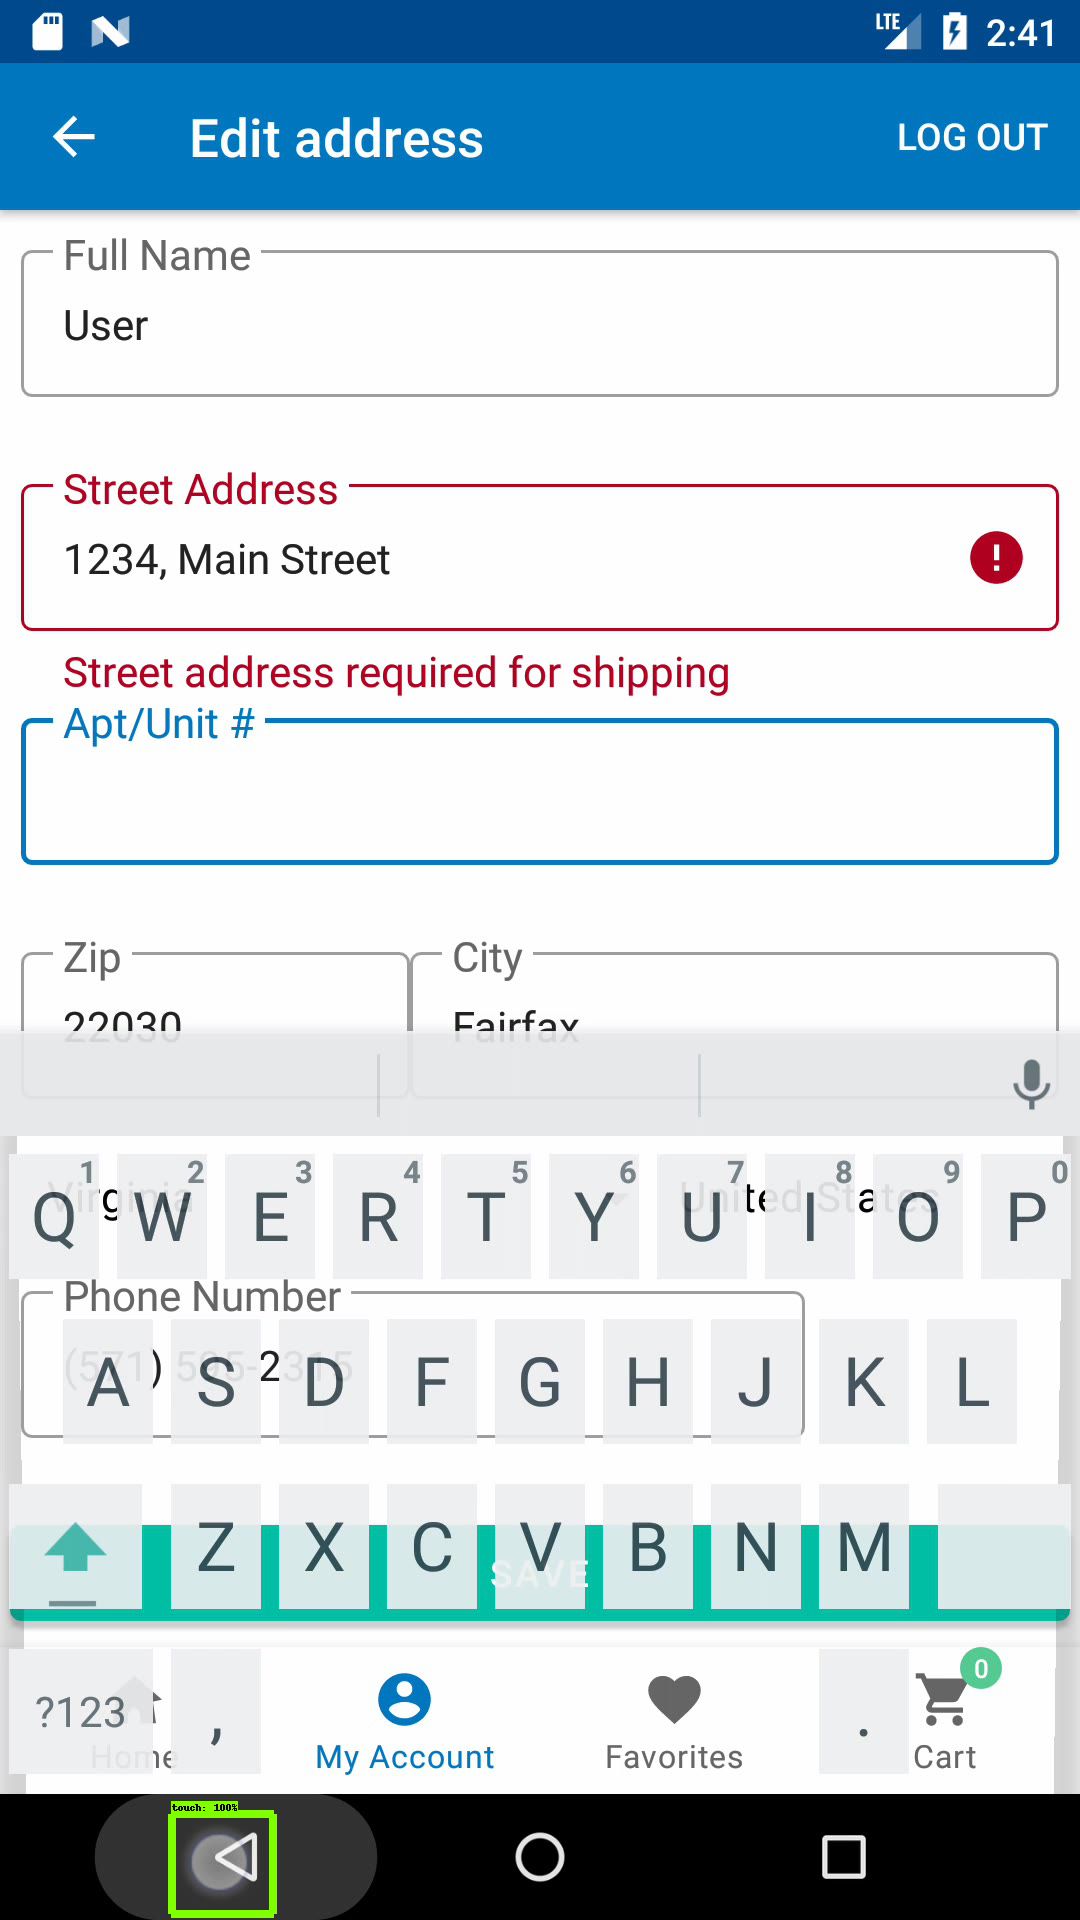 LTE 2:41
Edit address LOG OUT
Full Name
User
Street Address
1234, Main Street
!
Street address required for shipping
Apt/Unit #
Zip City
22030 Fairfax
Virginia United States
1 2 3 4 5 6 7 8 9 0
Q W E R T Y U I O P
Phone Number
(571) 595-2315
A S D F G H J K L
Z X C V B N M
SAVE
0
?123 , .
Home My Account Favorites Cart
touch: 100%